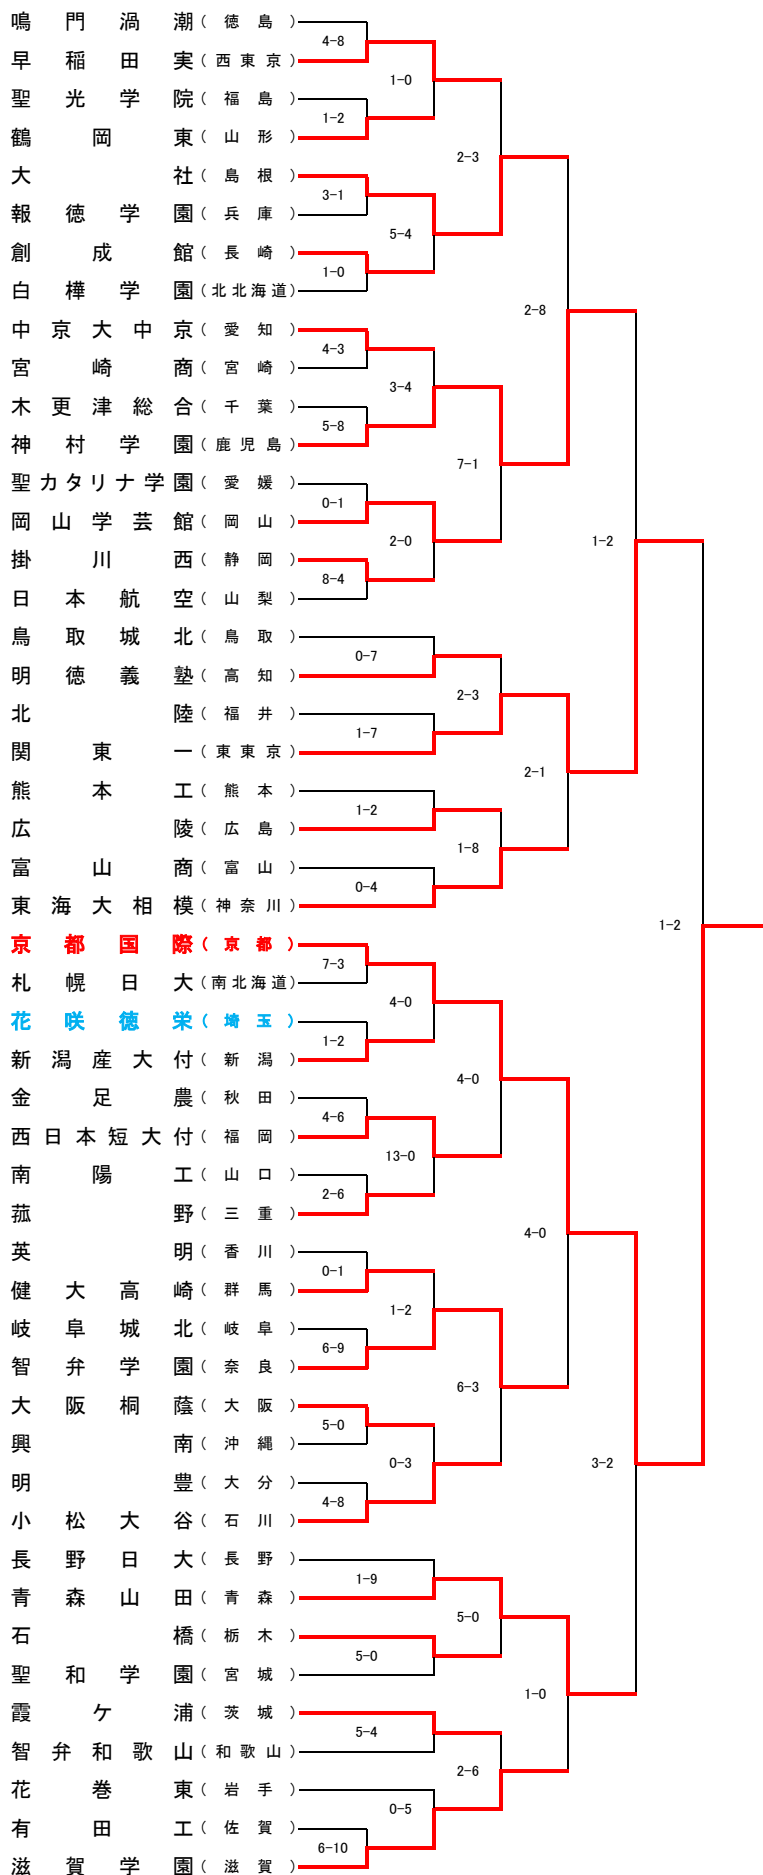 鳴門渦潮（徳島）
4-8
早稲田実（西東京）
1-0
聖光学院（福島）
1-2
鶴岡東（山形）
2-3
大社（島根）
3-1
報徳学園（兵庫）
5-4
創成館（長崎）
1-0
白樺学園（北北海道）
2-8
中京大中京（愛知）
4-3
宮崎商（宮崎）
3-4
木更津総合（千葉）
5-8
神村学園（鹿児島）
7-1
聖カタリナ学園（愛媛）
0-1
岡山学芸館（岡山）
2-0
1-2
掛川西（静岡）
8-4
日本航空（山梨）
鳥取城北（鳥取）
0-7
明徳義塾（高知）
2-3
北陸（福井）
1-7
関東一（東東京）
2-1
熊本工（熊本）
1-2
広陵（広島）
1-8
富山商（富山）
0-4
東海大相模（神奈川）
1-2
京都国際（京都）
7-3
札幌日大（南北海道）
4-0
花咲徳栄（埼玉）
1-2
新潟産大付（新潟）
4-0
金足農（秋田）
4-6
西日本短大付（福岡）
13-0
南陽工（山口）
2-6
菰野（三重）
4-0
英明（香川）
0-1
健大高崎（群馬）
1-2
岐阜城北（岐阜）
6-9
智弁学園（奈良）
6-3
大阪桐蔭（大阪）
5-0
興南（沖縄）
0-3
3-2
明豊（大分）
4-8
小松大谷（石川）
長野日大（長野）
1-9
青森山田（青森）
5-0
石橋（栃木）
5-0
聖和学園（宮城）
1-0
霞ケ浦（茨城）
5-4
智弁和歌山（和歌山）
2-6
花巻東（岩手）
0-5
有田工（佐賀）
6-10
滋賀学園（滋賀）